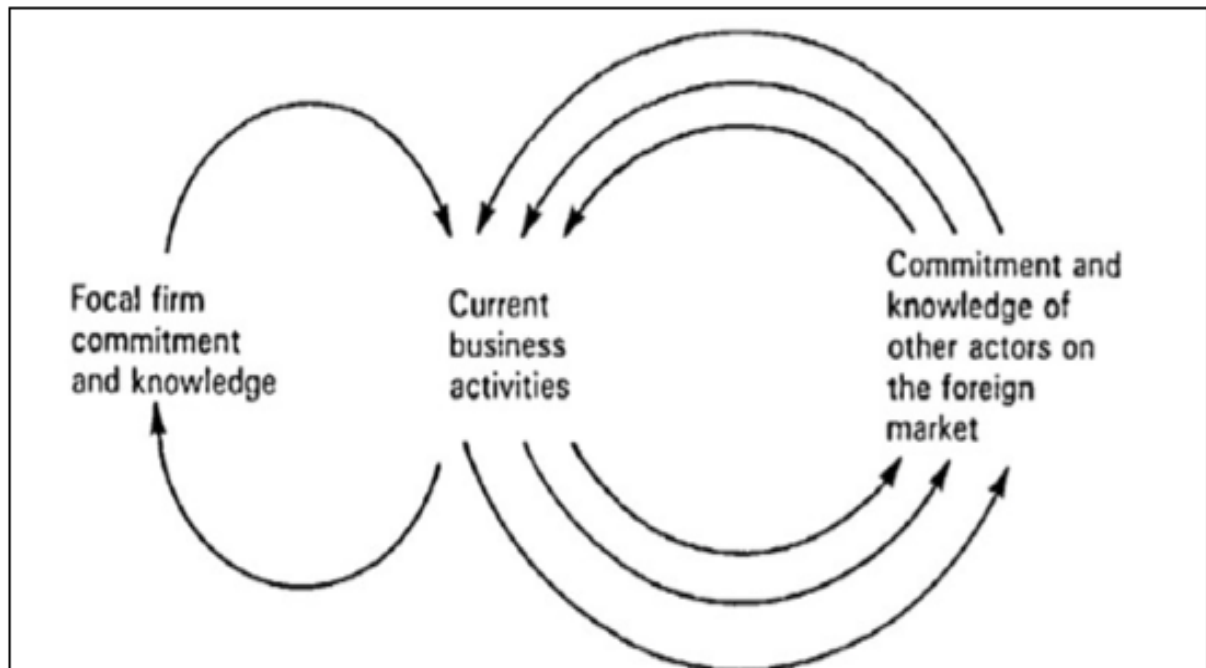 Focal firm
commitment
and knowledge
Current
business
activities
Commitment and
knowledge of
other actors on
the foreign
market